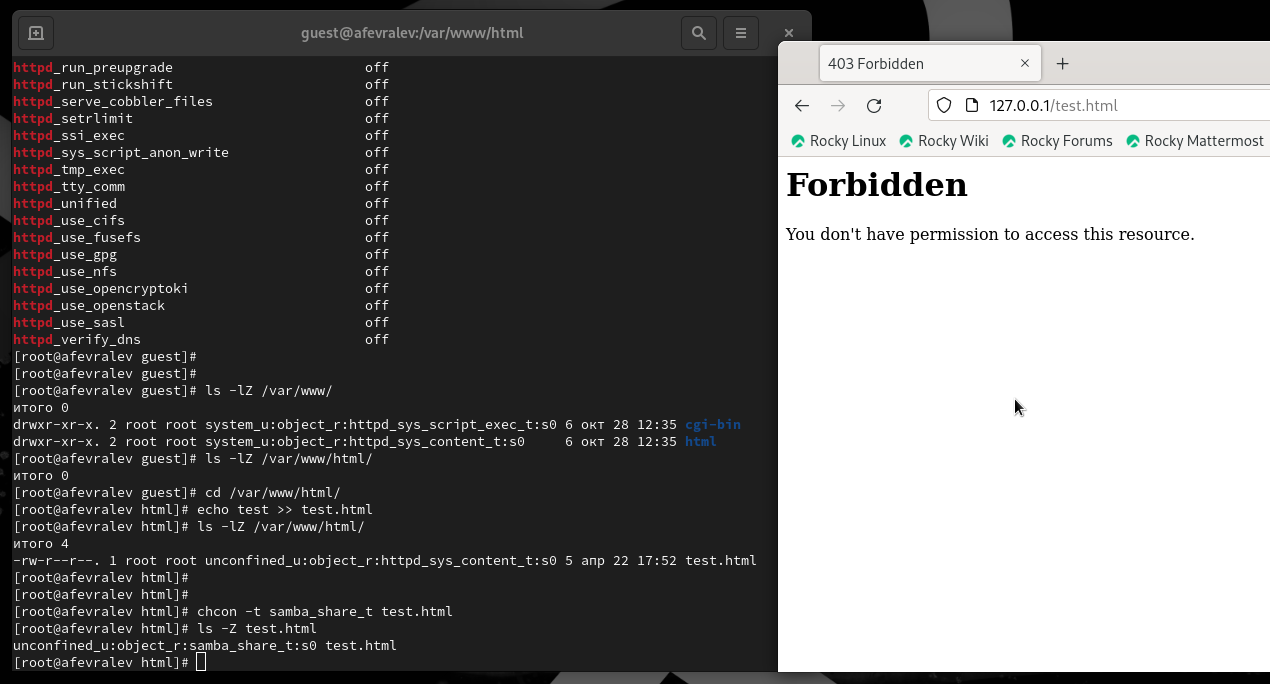 guest@afevralev:/var/www/html
httpd_run_preupgrade                        off
httpd_run_stickshift                        off
httpd_serve_cobbler_files                   off
httpd_setrlimit                             off
httpd_ssi_exec                              off
httpd_sys_script_anon_write                 off
httpd_tmp_exec                              off
httpd_tty_comm                              off
httpd_unified                               off
httpd_use_cifs                              off
httpd_use_fusefs                            off
httpd_use_gpg                               off
httpd_use_nfs                               off
httpd_use_opencryptoki                      off
httpd_use_openstack                         off
httpd_use_sasl                              off
httpd_verify_dns                            off
[root@afevralev guest]#
[root@afevralev guest]#
[root@afevralev guest]# ls -lZ /var/www/
итого 0
drwxr-xr-x. 2 root root system_u:object_r:httpd_sys_script_exec_t:s0 6 окт 28 12:35 cgi-bin
drwxr-xr-x. 2 root root system_u:object_r:httpd_sys_content_t:s0     6 окт 28 12:35 html
[root@afevralev guest]# ls -lZ /var/www/html/
итого 0
[root@afevralev guest]# cd /var/www/html/
[root@afevralev html]# echo test >> test.html
[root@afevralev html]# ls -lZ /var/www/html/
итого 4
-rw-r--r--. 1 root root unconfined_u:object_r:httpd_sys_content_t:s0 5 апр 22 17:52 test.html
[root@afevralev html]#
[root@afevralev html]#
[root@afevralev html]# chcon -t samba_share_t test.html
[root@afevralev html]# ls -Z test.html
unconfined_u:object_r:samba_share_t:s0 test.html
[root@afevralev html]#
403 Forbidden
127.0.0.1/test.html
Rocky Linux Rocky Wiki Rocky Forums Rocky Mattermost
Forbidden
You don't have permission to access this resource.